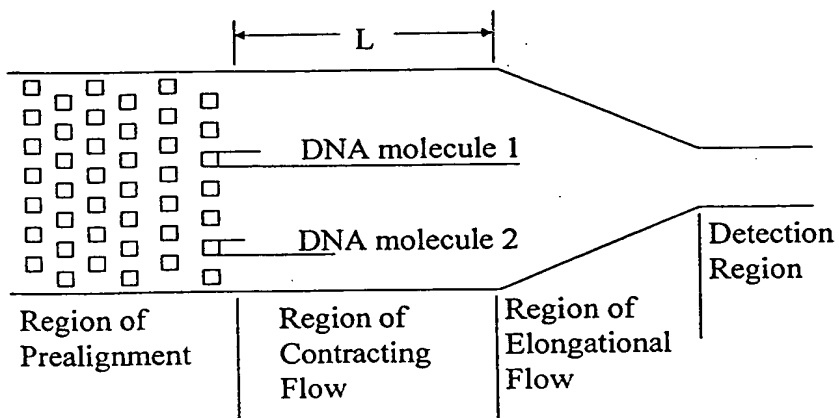 L
DNA molecule 1
DNA molecule 2
Detection
Region
Region of
Prealignment
Region of
Contracting
Flow
Region of
Elongational
Flow